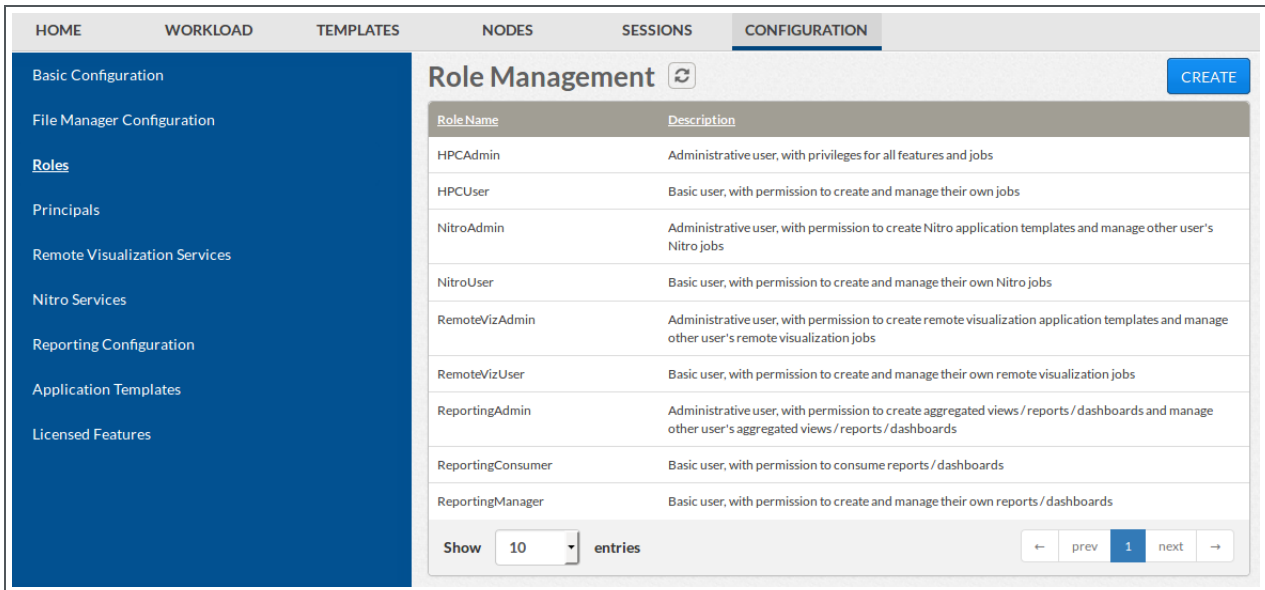 HOME WORKLOAD TEMPLATES NODES SESSIONS CONFIGURATION
Basic Configuration
File Manager Configuration
Roles
Principals
Remote Visualization Services
Nitro Services
Reporting Configuration
Application Templates
Licensed Features
Role Management
CREATE
Role Name Description
HPCAdmin Administrative user, with privileges for all features and jobs
HPCUser Basic user, with permission to create and manage their own jobs
NitroAdmin Administrative user, with permission to create Nitro application templates and manage other user's
Nitro jobs
NitroUser Basic user, with permission to create and manage their own Nitro jobs
RemoteVizAdmin Administrative user, with permission to create remote visualization application templates and manage
other user's remote visualization jobs
RemoteVizUser Basic user, with permission to create and manage their own remote visualization jobs
ReportingAdmin Administrative user, with permission to create aggregated views / reports / dashboards and manage
other user's aggregated views / reports / dashboards
ReportingConsumer Basic user, with permission to consume reports / dashboards
ReportingManager Basic user, with permission to create and manage their own reports / dashboards
Show 10 entries ← prev 1 next →